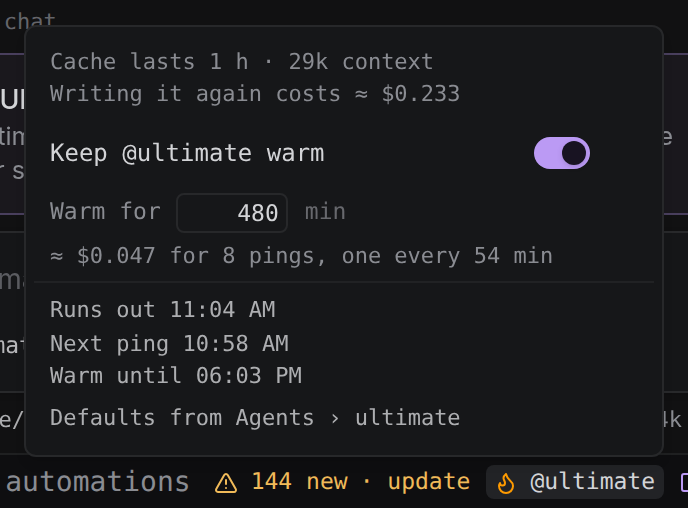 chat
Cache lasts 1 h · 29k context
Writing it again costs ≈ $0.233
Keep @ultimate warm
Warm for 480 min
≈ $0.047 for 8 pings, one every 54 min
Runs out 11:04 AM
Next ping 10:58 AM
Warm until 06:03 PM
Defaults from Agents › ultimate
automations 144 new · update @ultimate